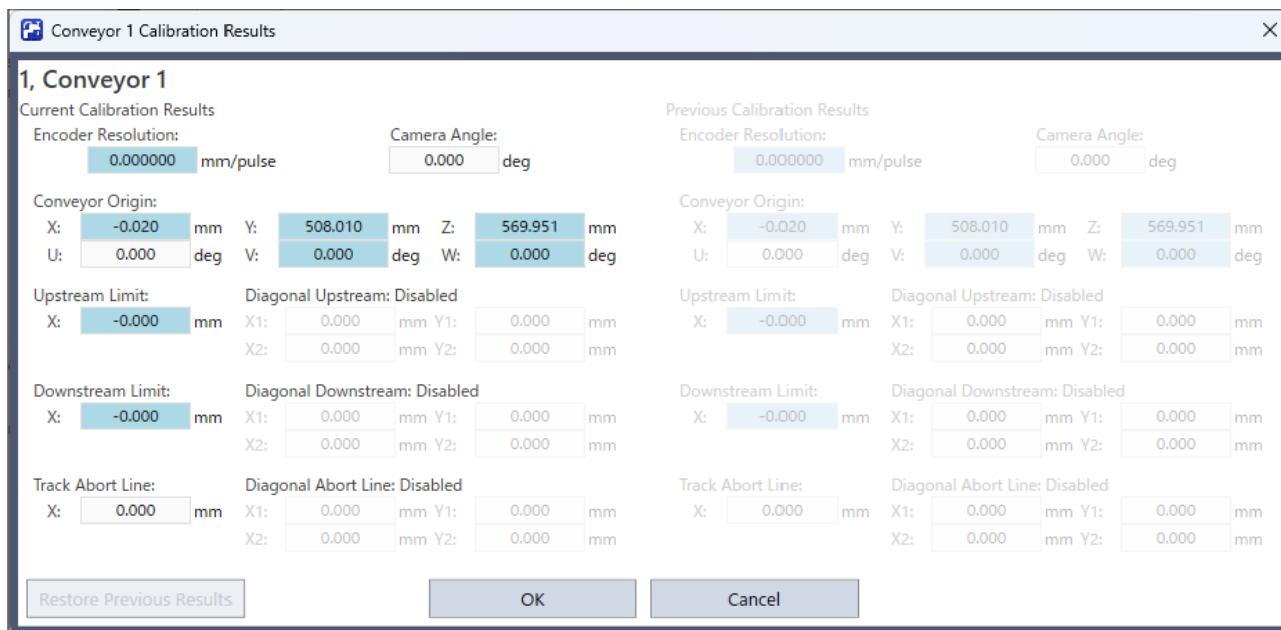 Conveyor 1 Calibration Results
1, Conveyor 1
Current Calibration Results
Encoder Resolution: Camera Angle:
0.000000 mm/pulse 0.000 deg
Conveyor Origin:
X: -0.020 mm Y: 508.010 mm Z: 569.951 mm
U: 0.000 deg V: 0.000 deg W: 0.000 deg
Upstream Limit: Diagonal Upstream: Disabled
X: -0.000 mm X1: 0.000 mm Y1: 0.000 mm
X2: 0.000 mm Y2: 0.000 mm
Downstream Limit: Diagonal Downstream: Disabled
X: -0.000 mm X1: 0.000 mm Y1: 0.000 mm
X2: 0.000 mm Y2: 0.000 mm
Track Abort Line: Diagonal Abort Line: Disabled
X: 0.000 mm X1: 0.000 mm Y1: 0.000 mm
X2: 0.000 mm Y2: 0.000 mm
Previous Calibration Results
Encoder Resolution: Camera Angle:
0.000000 mm/pulse 0.000 deg
Conveyor Origin:
X: -0.020 mm Y: 508.010 mm Z: 569.951 mm
U: 0.000 deg V: 0.000 deg W: 0.000 deg
Upstream Limit: Diagonal Upstream: Disabled
X: -0.000 mm X1: 0.000 mm Y1: 0.000 mm
X2: 0.000 mm Y2: 0.000 mm
Downstream Limit: Diagonal Downstream: Disabled
X: -0.000 mm X1: 0.000 mm Y1: 0.000 mm
X2: 0.000 mm Y2: 0.000 mm
Track Abort Line: Diagonal Abort Line: Disabled
X: 0.000 mm X1: 0.000 mm Y1: 0.000 mm
X2: 0.000 mm Y2: 0.000 mm
Restore Previous Results OK Cancel